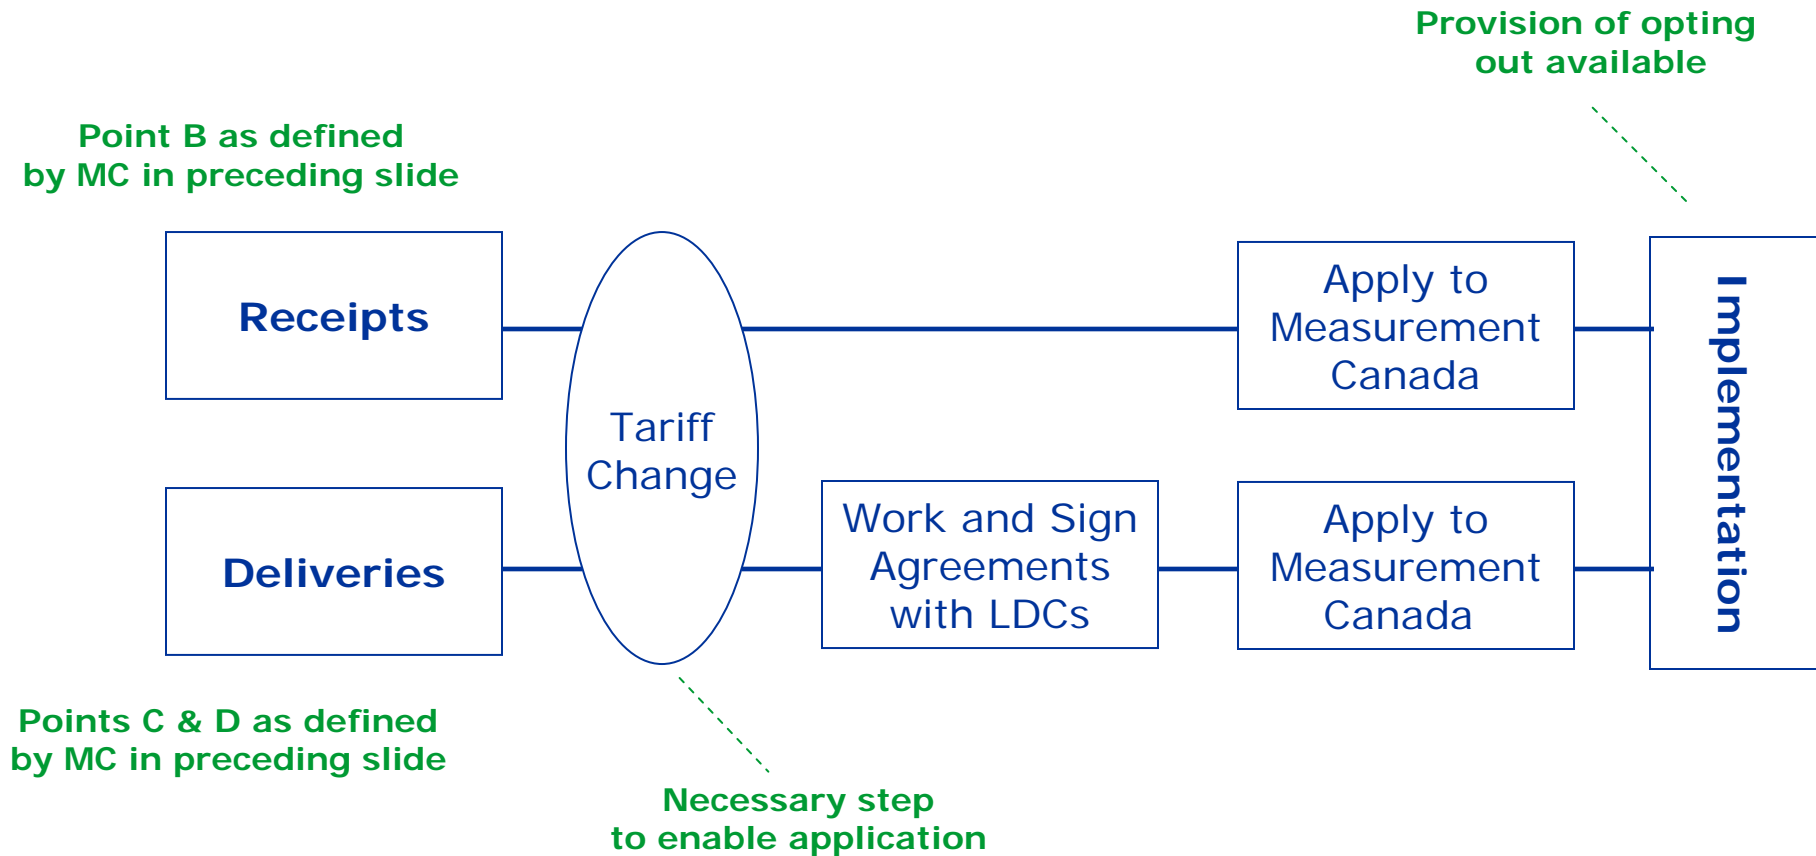 Provision of opting
out available
Point B as defined
by MC in preceding slide
Receipts
Tariff
Change
Apply to
Measurement
Canada
Implementation
Deliveries
Work and Sign
Agreements
with LDCs
Apply to
Measurement
Canada
Points C & D as defined
by MC in preceding slide
Necessary step
to enable application